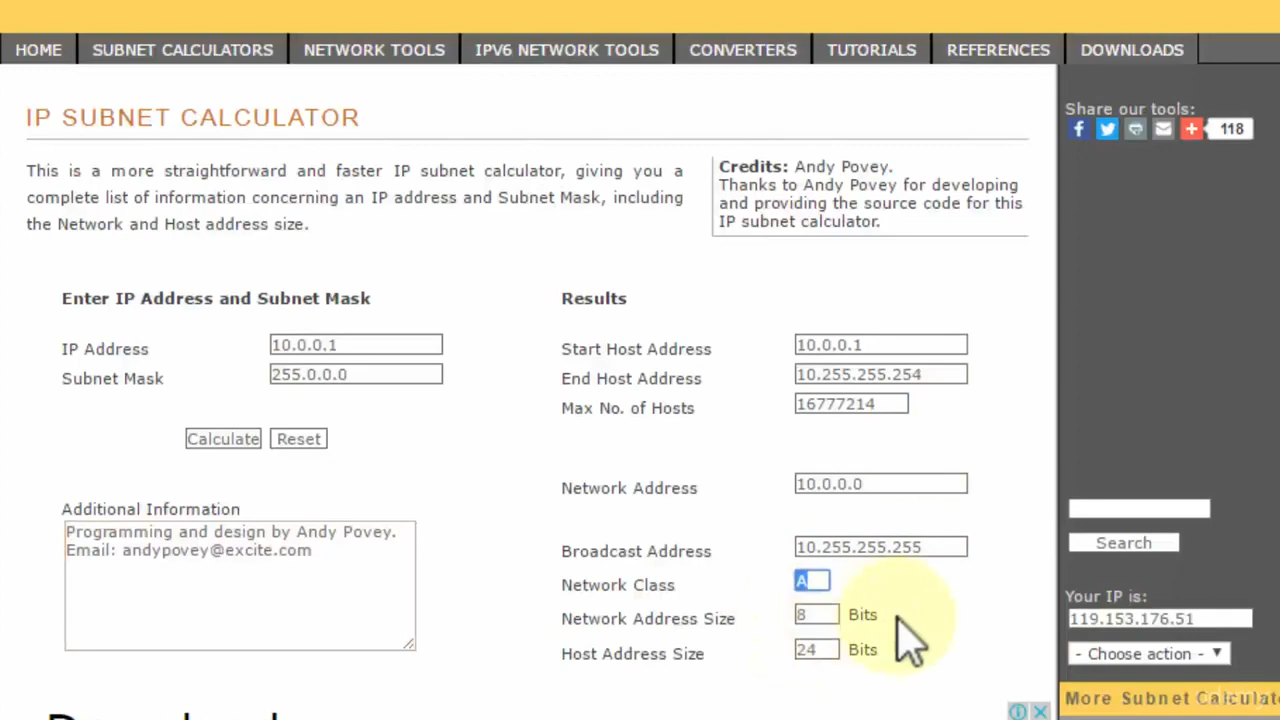 HOME SUBNET CALCULATORS NETWORK TOOLS IPV6 NETWORK TOOLS CONVERTERS TUTORIALS REFERENCES DOWNLOADS
IP SUBNET CALCULATOR
This is a more straightforward and faster IP subnet calculator, giving you a
complete list of information concerning an IP address and Subnet Mask, including
the Network and Host address size.
Credits: Andy Povey.
Thanks to Andy Povey for developing
and providing the source code for this
IP subnet calculator.
Share our tools:
118
Enter IP Address and Subnet Mask
IP Address 10.0.0.1
Subnet Mask 255.0.0.0
Calculate Reset
Additional Information
Programming and design by Andy Povey.
Email: andypovey@excite.com
Results
Start Host Address 10.0.0.1
End Host Address 10.255.255.254
Max No. of Hosts 16777214
Network Address 10.0.0.0
Broadcast Address 10.255.255.255
Network Class A
Network Address Size 8 Bits
Host Address Size 24 Bits
Search
Your IP is:
119.153.176.51
- Choose action -
More Subnet Calculat